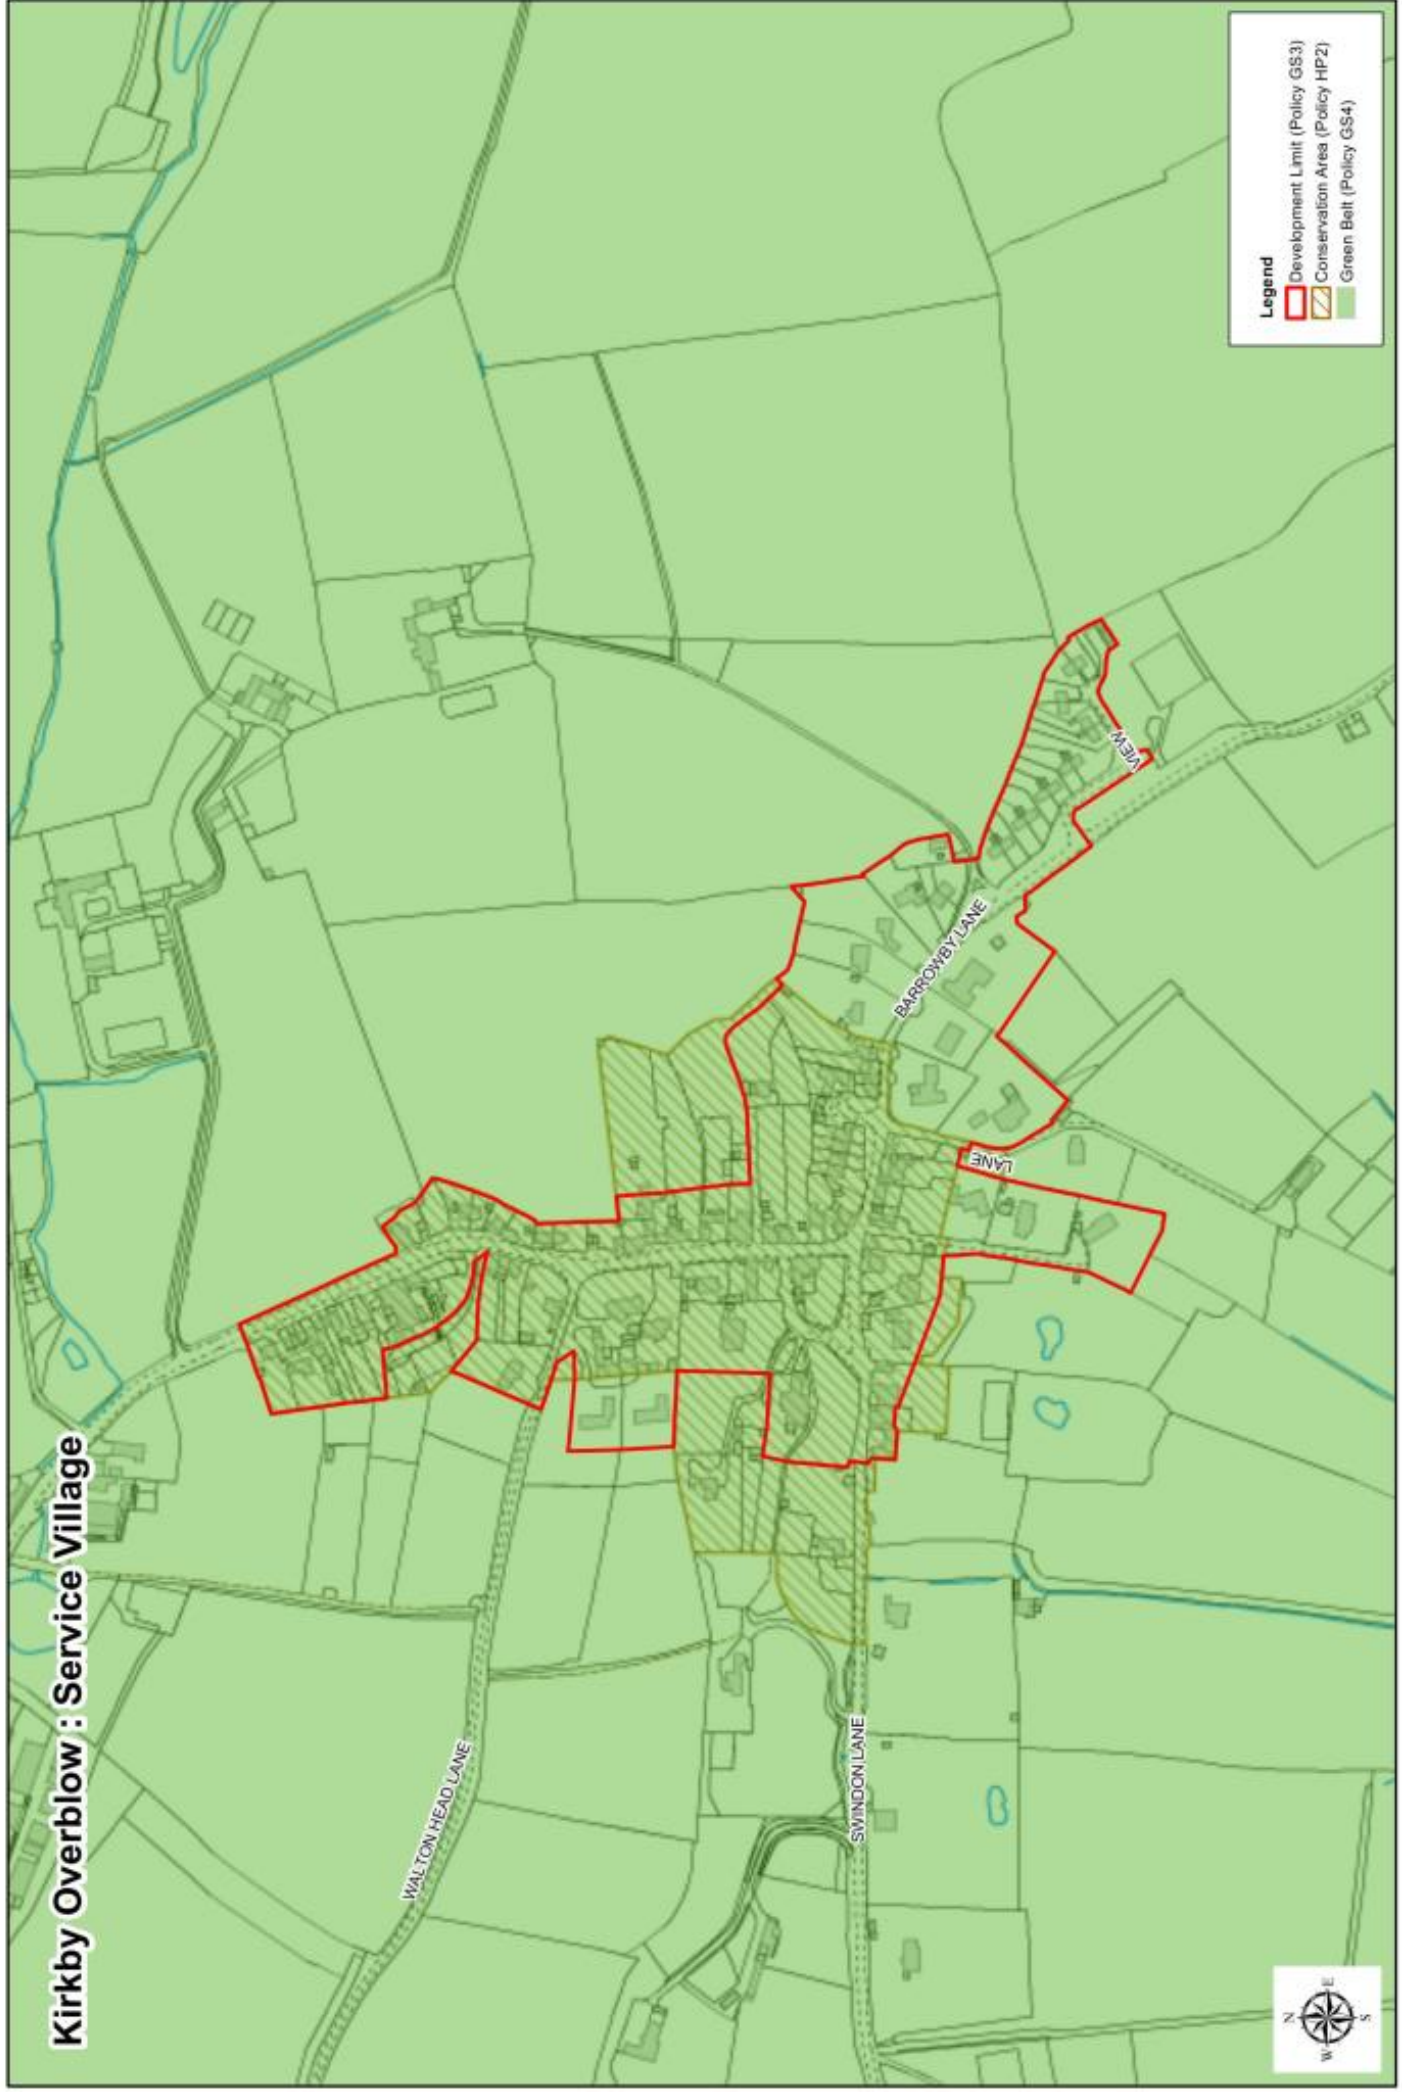 Kirkby Overblow : Service Village
WALTON HEAD LANE
SWINDON LANE
BARROWBY LANE
LANE
VIEW
Legend
Development Limit (Policy GS3)
Conservation Area (Policy HP2)
Green Belt (Policy GS4)
N
W E
S